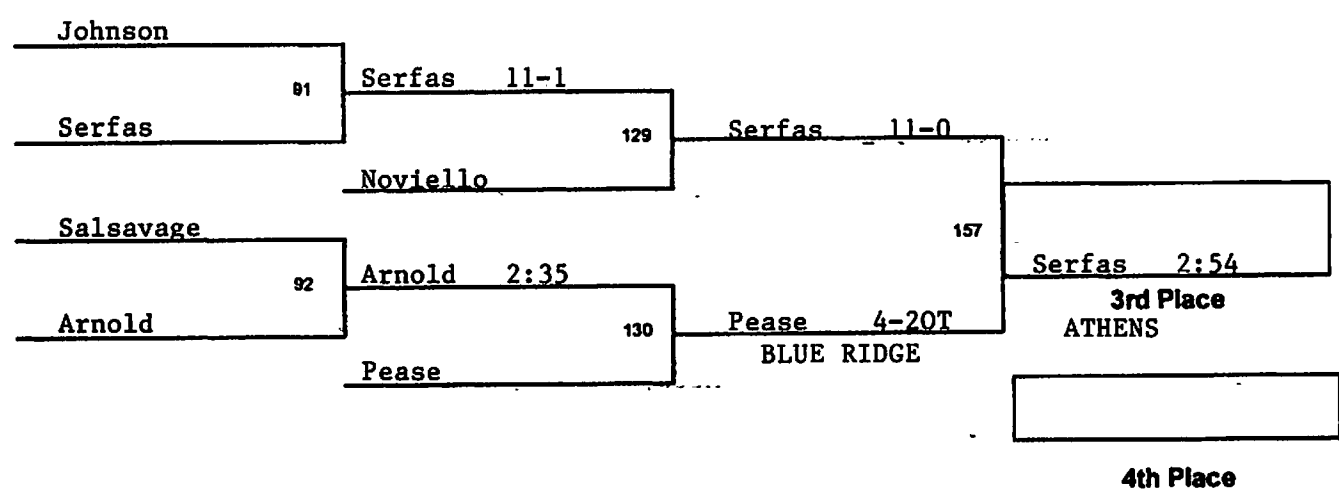 Johnson
91
Serfas 11-1
Serfas
129
Serfas 11-0
Noviello
Salsavage
157
92
Arnold 2:35
Serfas 2:54
3rd Place
Arnold
130
Pease 4-2OT
ATHENS
BLUE RIDGE
Pease
4th Place